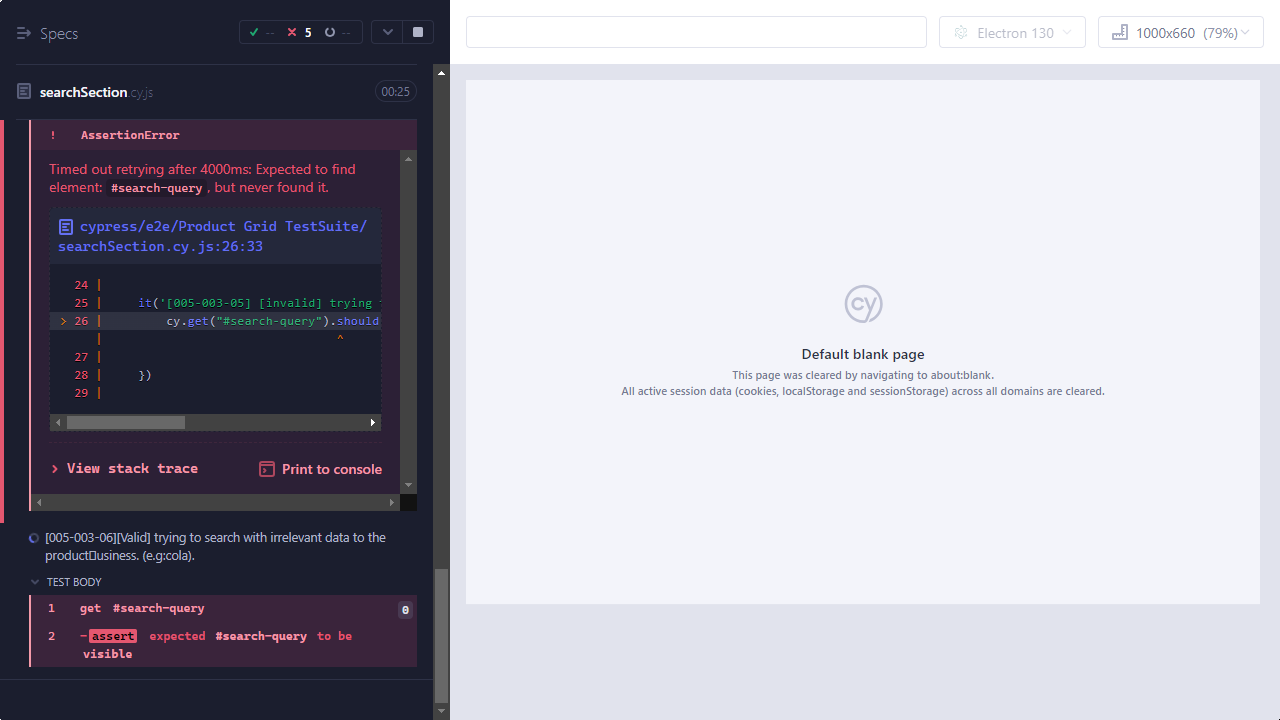 Specs
-- 5 --
Electron 130
1000x660 (79%)
searchSection.cy.js
00:25
! AssertionError
Timed out retrying after 4000ms: Expected to find
element: #search-query, but never found it.
cypress/e2e/Product Grid TestSuite/
searchSection.cy.js:26:33
24 |
25 | it('[005-003-05] [invalid] trying
> 26 | cy.get("#search-query").should
| ^
27 |
28 | })
29 |
> View stack trace
Print to console
[005-003-06][Valid] trying to search with irrelevant data to the
product▯usiness. (e.g:cola).
TEST BODY
1 get #search-query 0
2 -assert expected #search-query to be
visible
cy
Default blank page
This page was cleared by navigating to about:blank.
All active session data (cookies, localStorage and sessionStorage) across all domains are cleared.